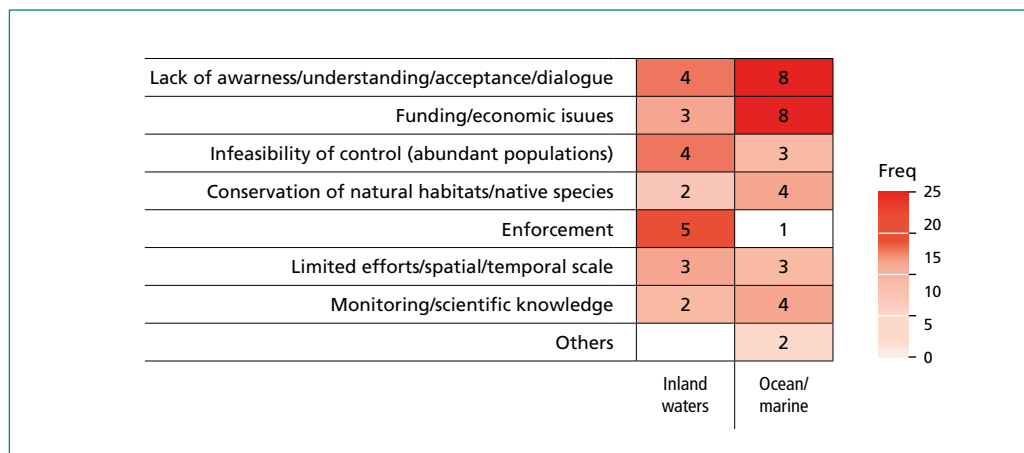 Lack of awarness/understanding/acceptance/dialogue 4 8
Funding/economic isuues 3 8
Infeasibility of control (abundant populations) 4 3
Conservation of natural habitats/native species 2 4
Enforcement 5 1
Limited efforts/spatial/temporal scale 3 3
Monitoring/scientific knowledge 2 4
Others 2
Inland waters
Ocean/ marine
Freq
25
20
15
10
5
0